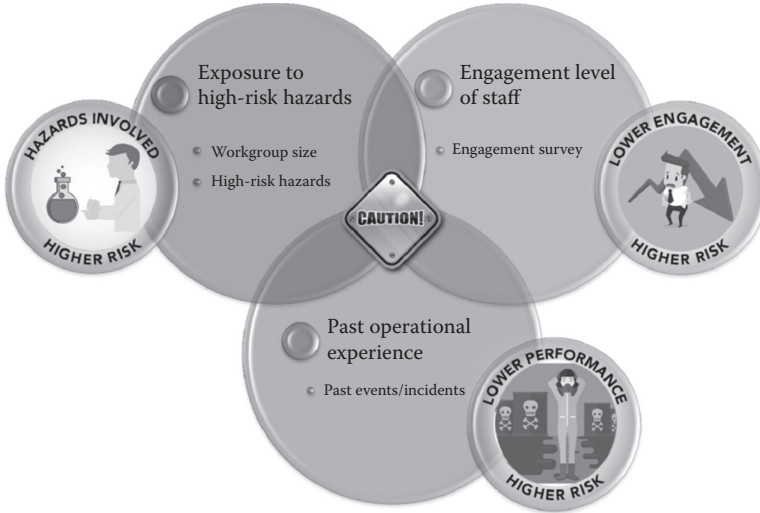 Exposure to
high-risk hazards
Workgroup size
High-risk hazards
HAZARDS INVOLVED
HIGHER RISK
Engagement level
of staff
Engagement survey
LOWER ENGAGEMENT
HIGHER RISK
CAUTION!
Past operational
experience
Past events/incidents
LOWER PERFORMANCE
HIGHER RISK